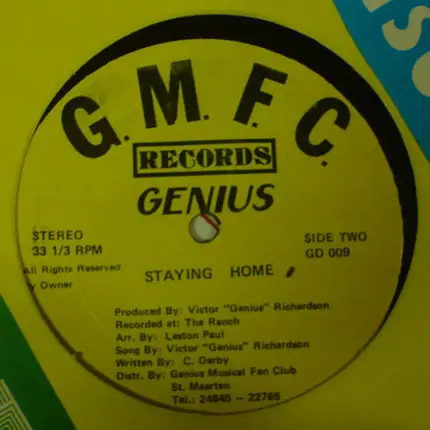 G.M.F.C.
RECORDS
GENIUS
STEREO
33 1/3 RPM
SIDE TWO
GD 009
All Rights Reserved
y Owner
STAYING HOME
Produced By: Victor "Genius" Richardson
Recorded at: The Ranch
Arr. By: Leston Paul
Song By: Victor "Genius" Richardson
Written By: C. Darby
Distr. By: Genius Musical Fan Club
St. Maarten
Tel.: 24645 - 22765